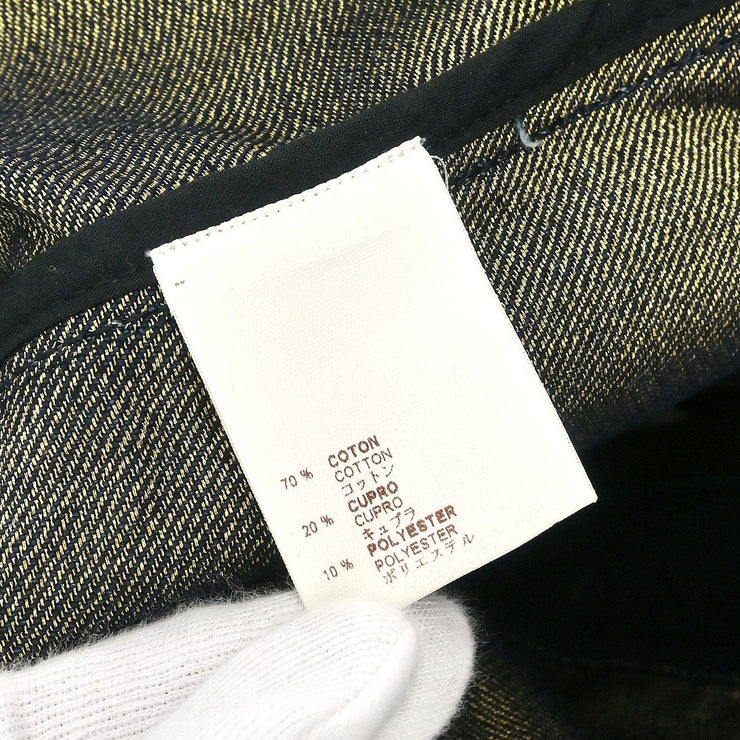 COTON
70 % COTTON
コットン
CUPRO
20 % CUPRO
キュプラ
POLYESTER
10 % POLYESTER
ポリエステル